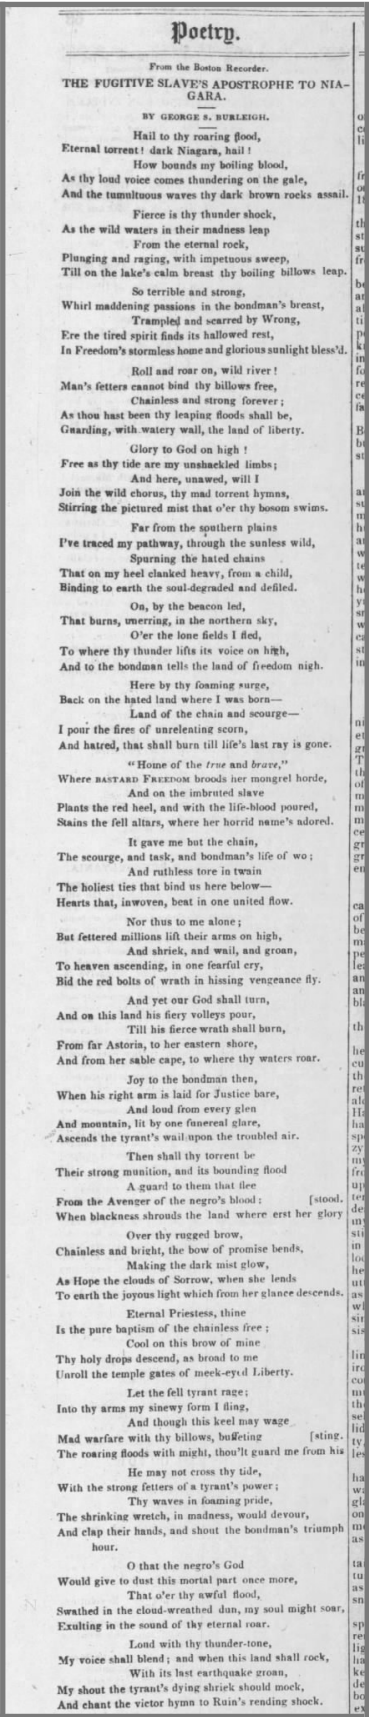 Poetry.
From the Boston Recorder.
THE FUGITIVE SLAVE'S APOSTROPHE TO NIA-
GARA.
BY GEORGE S. BURLEIGH.
Hail to thy roaring flood,
Eternal torrent! dark Niagara, hail!
How bounds my boiling blood,
As thy loud voice comes thundering on the gale,
And the tumultuous waves thy dark brown rocks assail.
Fierce is thy thunder shock,
As the wild waters in their madness leap
From the eternal rock,
Plunging and raging, with impetuous sweep,
Till on the lake's calm breast thy boiling billows leap.
So terrible and strong,
Whirl maddening passions in the bondman's breast,
Trampled and scarred by Wrong,
Ere the tired spirit finds its hallowed rest,
In Freedom's stormless home and glorious sunlight bless'd.
Roll and roar on, wild river!
Man's fetters cannot bind thy billows free,
Chainless and strong forever;
As thou hast been thy leaping floods shall be,
Guarding, with watery wall, the land of liberty.
Glory to God on high!
Free as thy tide are my unshackled limbs;
And here, unawed, will I
Join the wild chorus, thy mad torrent hymns,
Stirring the pictured mist that o'er thy bosom swims.
Far from the southern plains
I've traced my pathway, through the sunless wild,
Spurning the hated chains
That on my heel clanked heavy, from a child,
Binding to earth the soul-degraded and defiled.
On, by the beacon led,
That burns, unerring, in the northern sky,
O'er the lone fields I fled,
To where thy thunder lifts its voice on high,
And to the bondman tells the land of freedom nigh.
Here by thy foaming surge,
Back on the hated land where I was born—
Land of the chain and scourge—
I pour the fires of unrelenting scorn,
And hatred, that shall burn till life's last ray is gone.
"Home of the true and brave,"
Where BASTARD FREEDOM broods her mongrel horde,
And on the imbruted slave
Plants the red heel, and with the life-blood poured,
Stains the fell altars, where her horrid name's adored.
It gave me but the chain,
The scourge, and task, and bondman's life of wo;
And ruthless tore in twain
The holiest ties that bind us here below—
Hearts that, inwoven, beat in one united flow.
Nor thus to me alone;
But fettered millions lift their arms on high,
And shriek, and wail, and groan,
To heaven ascending, in one fearful cry,
Bid the red bolts of wrath in hissing vengeance fly.
And yet our God shall turn,
And on this land his fiery volleys pour,
Till his fierce wrath shall burn,
From far Astoria, to her eastern shore,
And from her sable cape, to where thy waters roar.
Joy to the bondman then,
When his right arm is laid for Justice bare,
And loud from every glen
And mountain, lit by one funereal glare,
Ascends the tyrant's wail upon the troubled air.
Then shall thy torrent be
Their strong munition, and its bounding flood
A guard to them that flee
From the Avenger of the negro's blood; [stood.
When blackness shrouds the land where erst her glory
Over thy rugged brow,
Chainless and bright, the bow of promise bends,
Making the dark mist glow,
As Hope the clouds of Sorrow, when she lends
To earth the joyous light which from her glance descends.
Eternal Priestess, thine
Is the pure baptism of the chainless free;
Cool on this brow of mine
Thy holy drops descend, as broad to me
Unroll the temple gates of meek-eyed Liberty.
Let the fell tyrant rage;
Into thy arms my sinewy form I fling,
And though this keel may wage
Mad warfare with thy billows, buffeting [sting.
The roaring floods with might, thou'lt guard me from his
He may not cross thy tide,
With the strong fetters of a tyrant's power;
Thy waves in foaming pride,
The shrinking wretch, in madness, would devour,
And clap their hands, and shout the bondman's triumph
hour.
O that the negro's God
Would give to dust this mortal part once more,
That o'er thy awful flood,
Swathed in the cloud-wreathed dun, my soul might soar,
Exulting in the sound of thy eternal roar.
Loud with thy thunder-tone,
My voice shall blend; and when this land shall rock,
With its last earthquake groan,
My shout the tyrant's dying shriek should mock,
And chant the victor hymn to Ruin's rending shock.